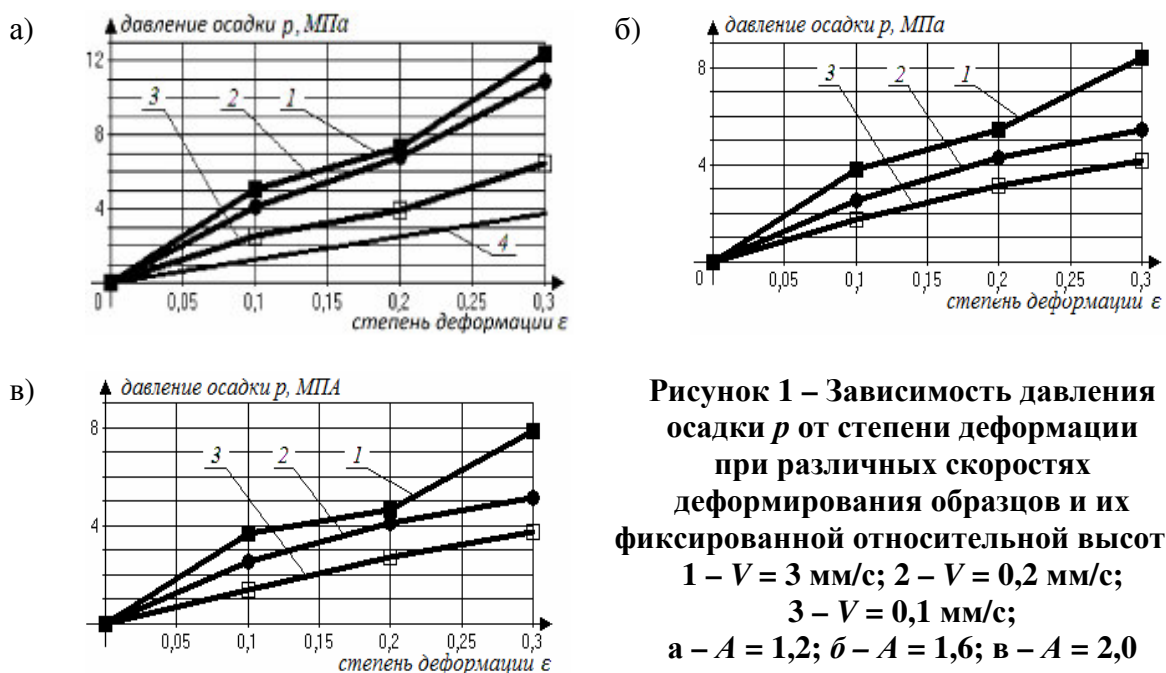 а)
давление осадки p, МПа
12
8
4
3
2
1
4
0
0,05
0,1
0,15
0,2
0,25
0,3
степень деформации ε
б)
давление осадки p, МПа
8
4
3
2
1
0
0,05
0,1
0,15
0,2
0,25
0,3
степень деформации ε
в)
давление осадки p, МПА
8
4
3
2
1
0
0,05
0,1
0,15
0,2
0,25
0,3
степень деформации ε
Рисунок 1 – Зависимость давления
осадки p от степени деформации
при различных скоростях
деформирования образцов и их
фиксированной относительной высот
1 – V = 3 мм/с; 2 – V = 0,2 мм/с;
3 – V = 0,1 мм/с;
а – A = 1,2; б – A = 1,6; в – A = 2,0